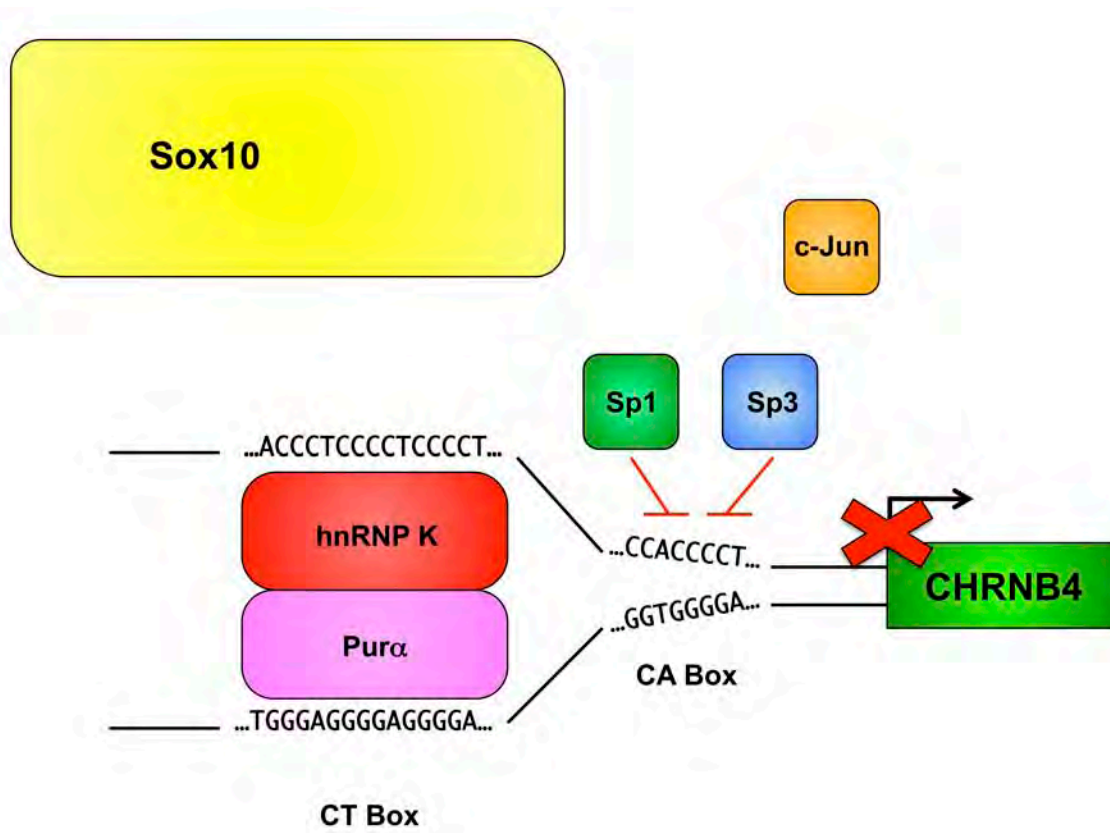 Sox10
c-Jun
Sp1
Sp3
...ACCCTCCCCTCCCCT...
hnRNP K
...CCACCCCT...
CHRNB4
...GGTGGGGA...
Purα
CA Box
...TGGGAGGGGAGGGGA...
CT Box